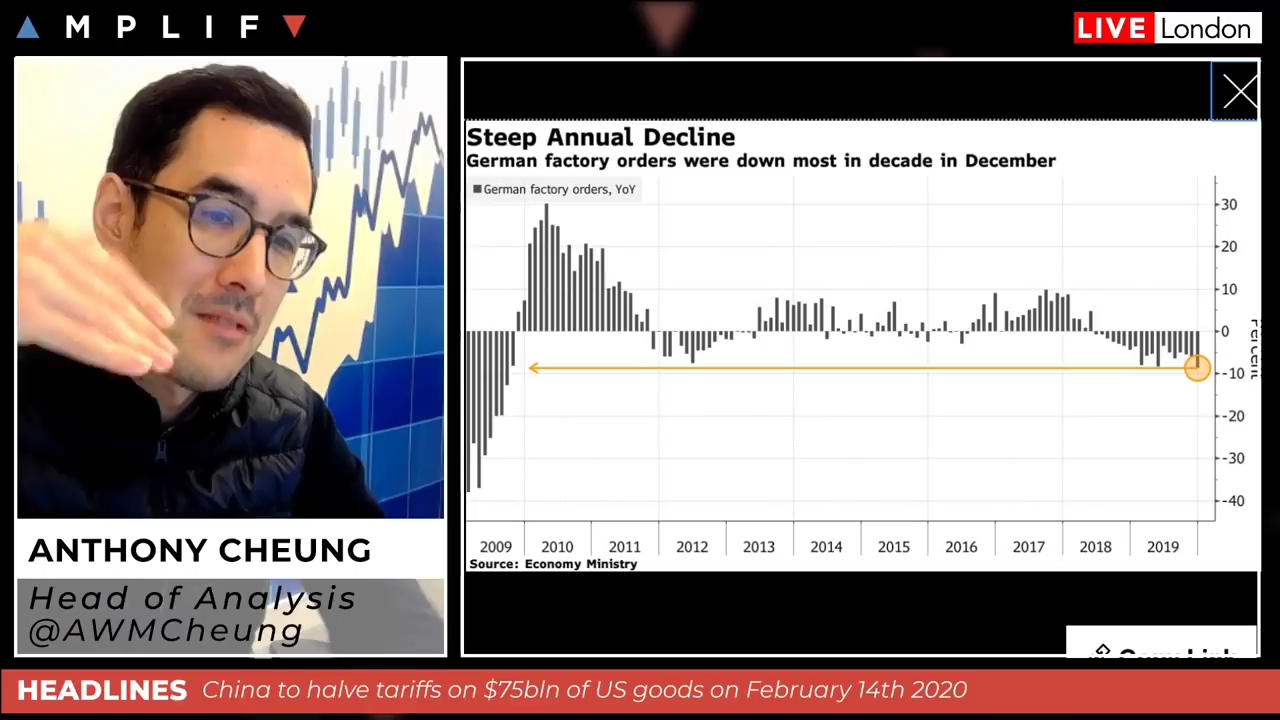 ▲ M P L I F ▼
LIVE London
Steep Annual Decline
German factory orders were down most in decade in December
German factory orders, YoY
30
20
10
0
-10
-20
-30
-40
Percent
2009 2010 2011 2012 2013 2014 2015 2016 2017 2018 2019
Source: Economy Ministry
ANTHONY CHEUNG
Head of Analysis
@AWMCheung
Copy Link
HEADLINES China to halve tariffs on $75bln of US goods on February 14th 2020